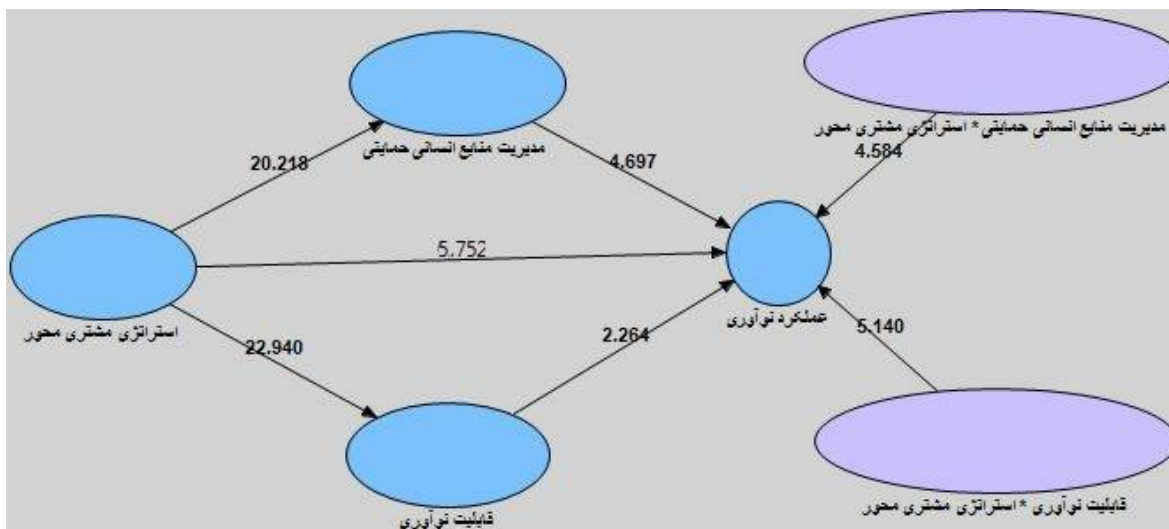 مدیریت منابع انسانی حمایتی
مدیریت منابع انسانی حمایتی * استراتژی مشتری محور
20.218
4.697
4.584
5.752
استراتژی مشتری محور
عملکرد نوآوری
22.940
2.264
5.140
قابلیت نوآوری
قابلیت نوآوری * استراتژی مشتری محور